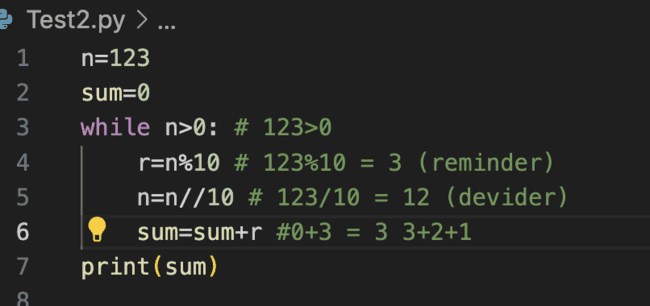 Test2.py > ...
1 n=123
2 sum=0
3 while n>0: # 123>0
4 r=n%10 # 123%10 = 3 (reminder)
5 n=n//10 # 123/10 = 12 (devider)
6 sum=sum+r #0+3 = 3 3+2+1
7 print(sum)
8